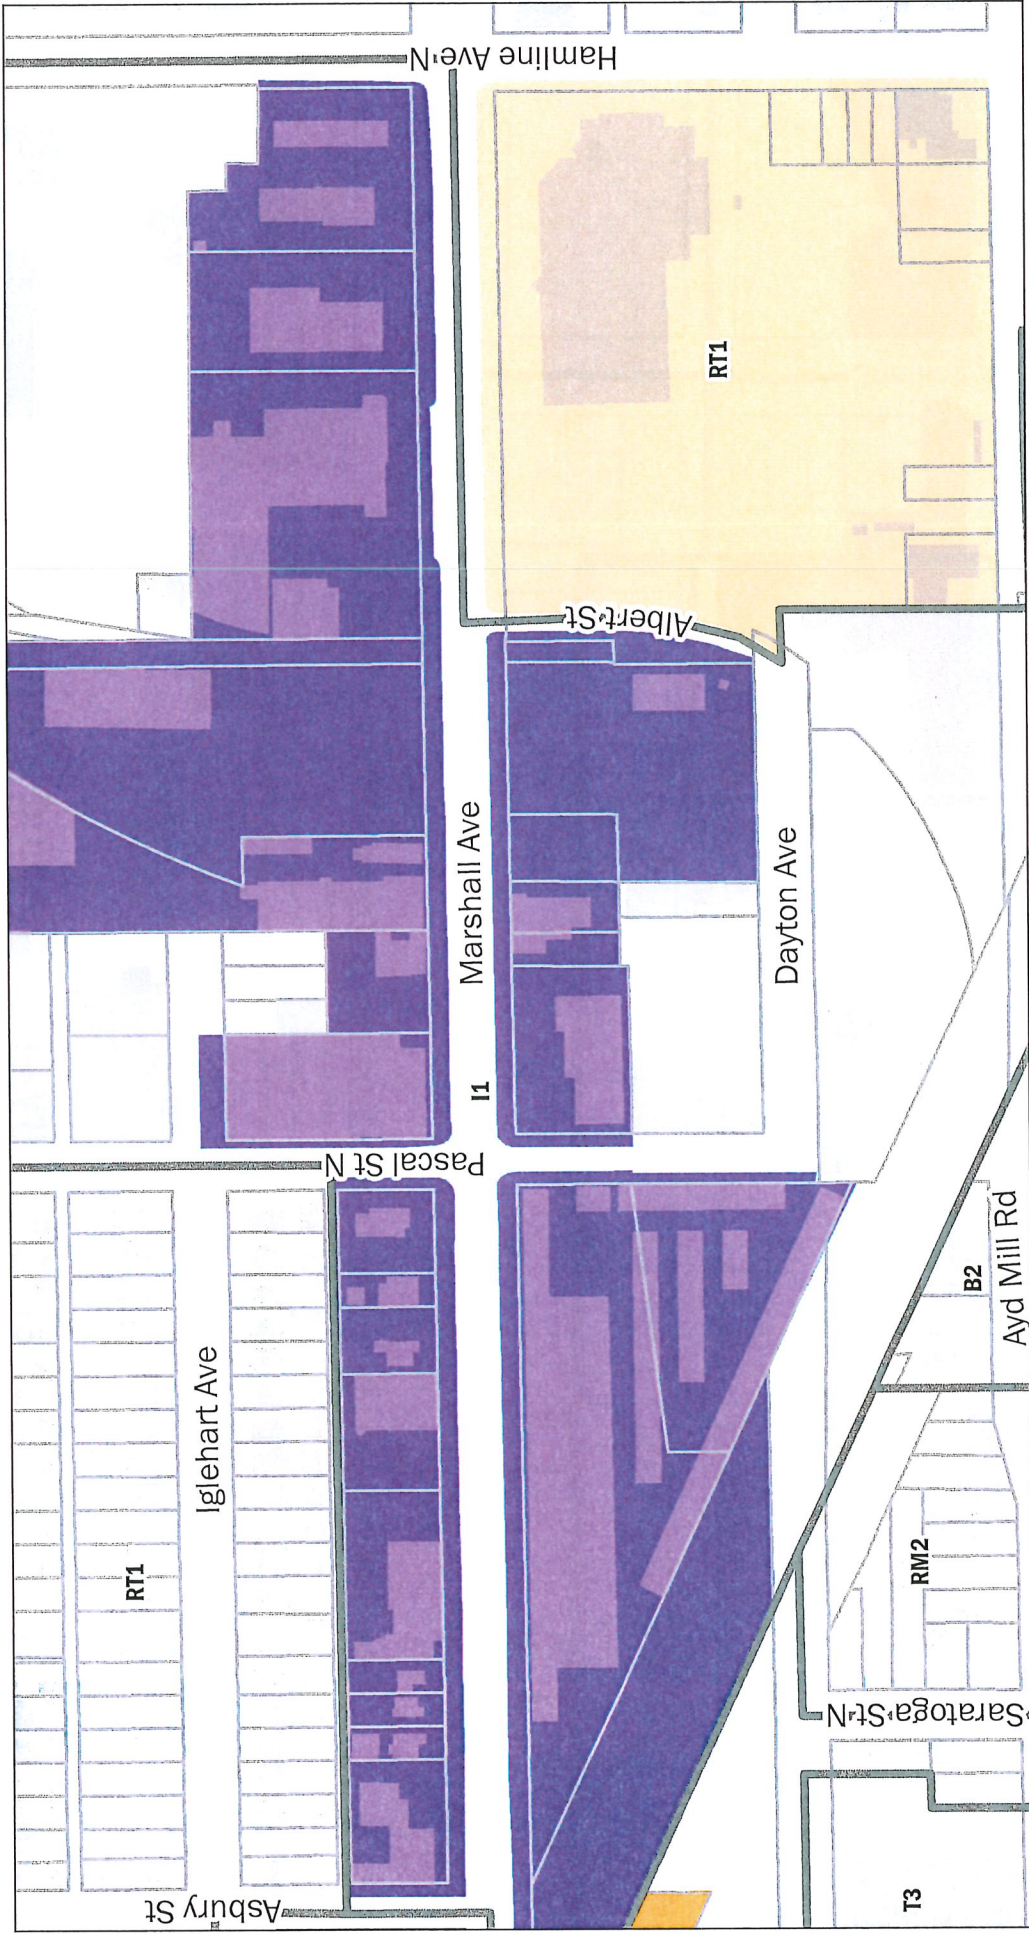 Hamline Ave N
RT1
Albert St
Marshall Ave
Dayton Ave
I1
Pascal St N
Iglehart Ave
RT1
B2
Ayd Mill Rd
RM2
Saratoga St N
Asbury St
T3